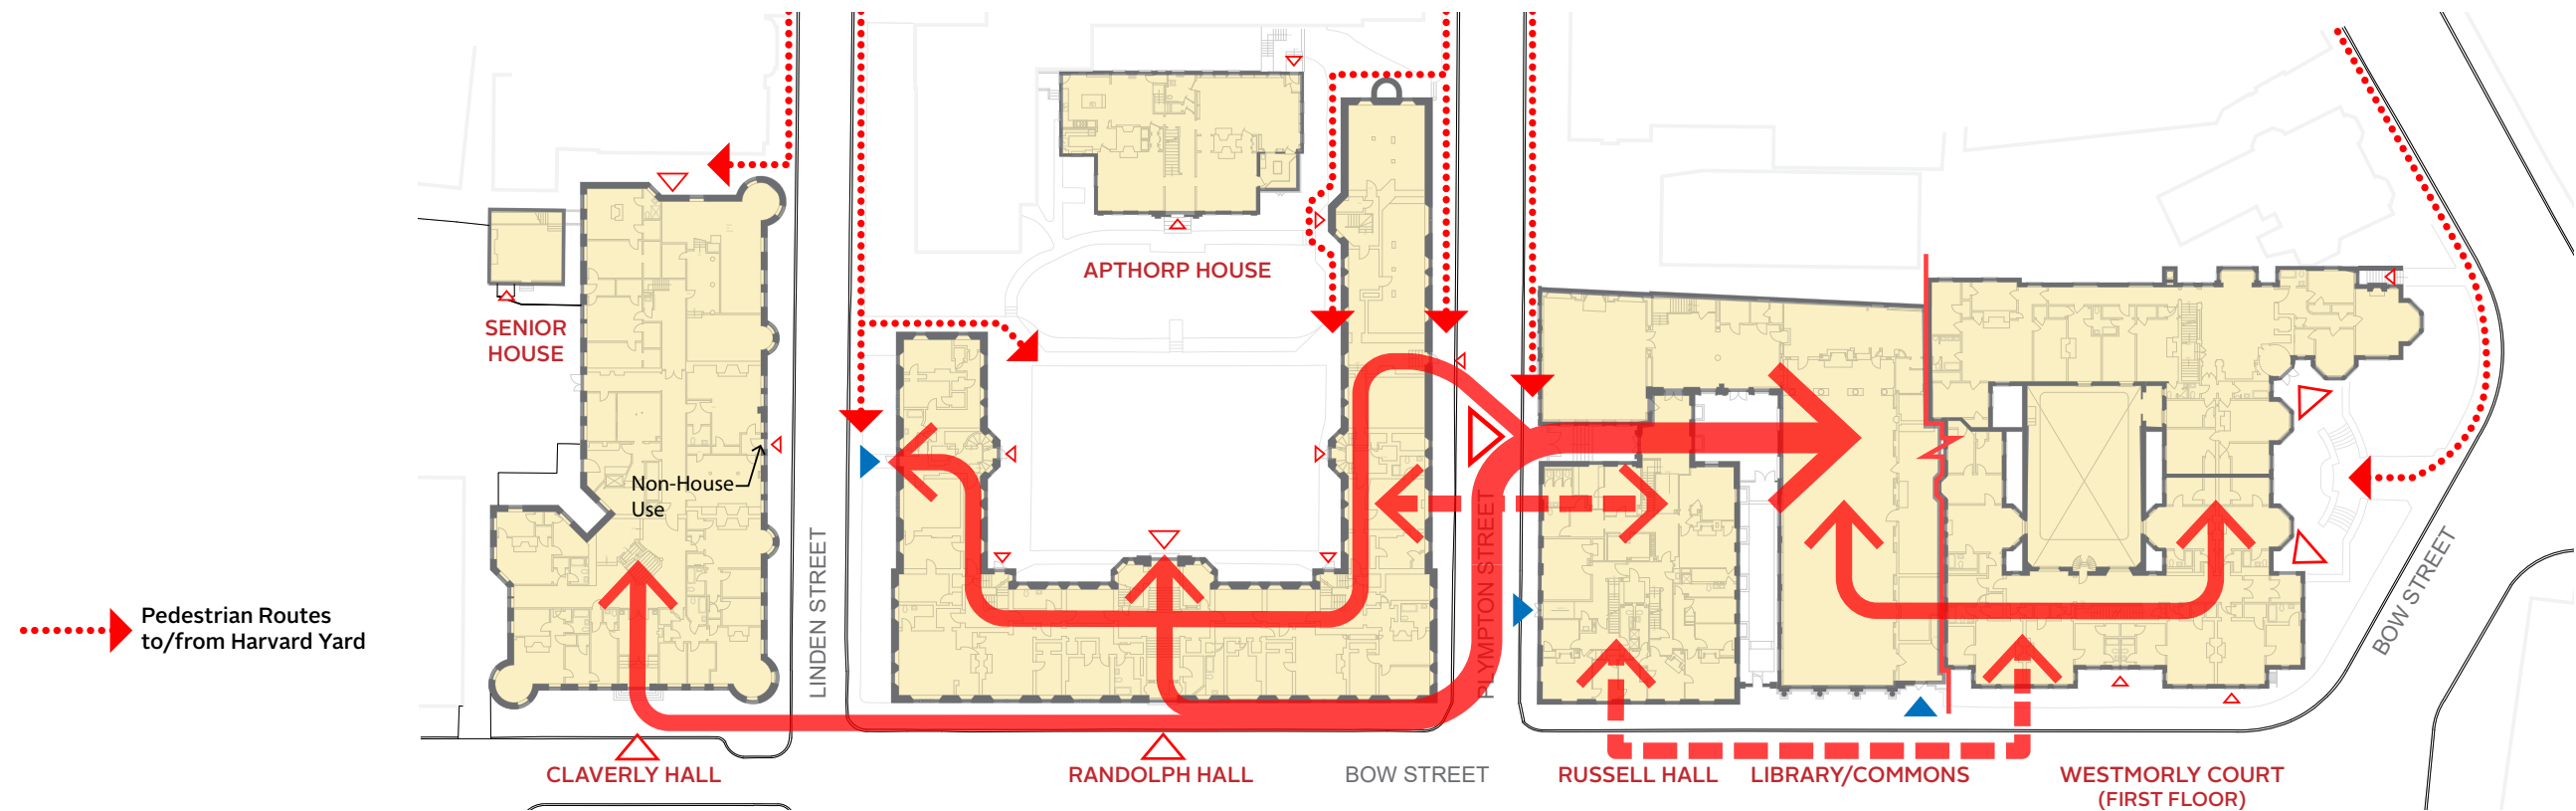 APTHORP HOUSE
SENIOR
HOUSE
Non-House
Use
LINDEN STREET
PLYMPTON STREET
BOW STREET
Pedestrian Routes
to/from Harvard Yard
CLAVERLY HALL
RANDOLPH HALL
BOW STREET
RUSSELL HALL
LIBRARY/COMMONS
WESTMORLY COURT
(FIRST FLOOR)